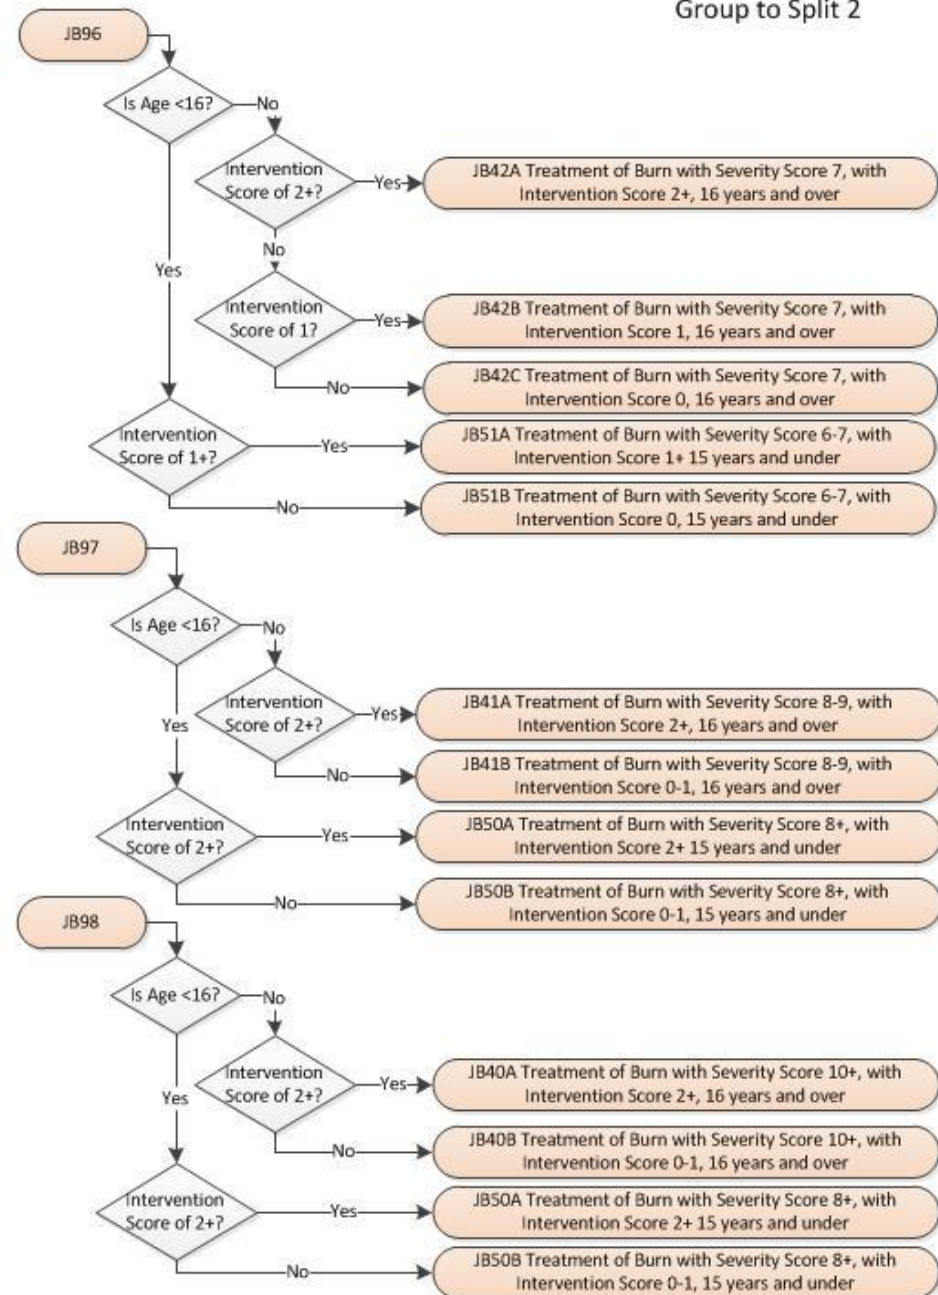 Group to Split 2
JB96
Is Age <16?
No
Intervention
Score of 2+?
Yes
JB42A Treatment of Burn with Severity Score 7, with
Intervention Score 2+, 16 years and over
No
Yes
Intervention
Score of 1?
Yes
JB42B Treatment of Burn with Severity Score 7, with
Intervention Score 1, 16 years and over
No
JB42C Treatment of Burn with Severity Score 7, with
Intervention Score 0, 16 years and over
Intervention
Score of 1+?
Yes
JB51A Treatment of Burn with Severity Score 6-7, with
Intervention Score 1+ 15 years and under
No
JB51B Treatment of Burn with Severity Score 6-7, with
Intervention Score 0, 15 years and under
JB97
Is Age <16?
No
Yes
Intervention
Score of 2+?
Yes
JB41A Treatment of Burn with Severity Score 8-9, with
Intervention Score 2+, 16 years and over
No
JB41B Treatment of Burn with Severity Score 8-9, with
Intervention Score 0-1, 16 years and over
Intervention
Score of 2+?
Yes
JB50A Treatment of Burn with Severity Score 8+, with
Intervention Score 2+ 15 years and under
No
JB50B Treatment of Burn with Severity Score 8+, with
Intervention Score 0-1, 15 years and under
JB98
Is Age <16?
No
Yes
Intervention
Score of 2+?
Yes
JB40A Treatment of Burn with Severity Score 10+, with
Intervention Score 2+, 16 years and over
No
JB40B Treatment of Burn with Severity Score 10+, with
Intervention Score 0-1, 16 years and over
Intervention
Score of 2+?
Yes
JB50A Treatment of Burn with Severity Score 8+, with
Intervention Score 2+ 15 years and under
No
JB50B Treatment of Burn with Severity Score 8+, with
Intervention Score 0-1, 15 years and under